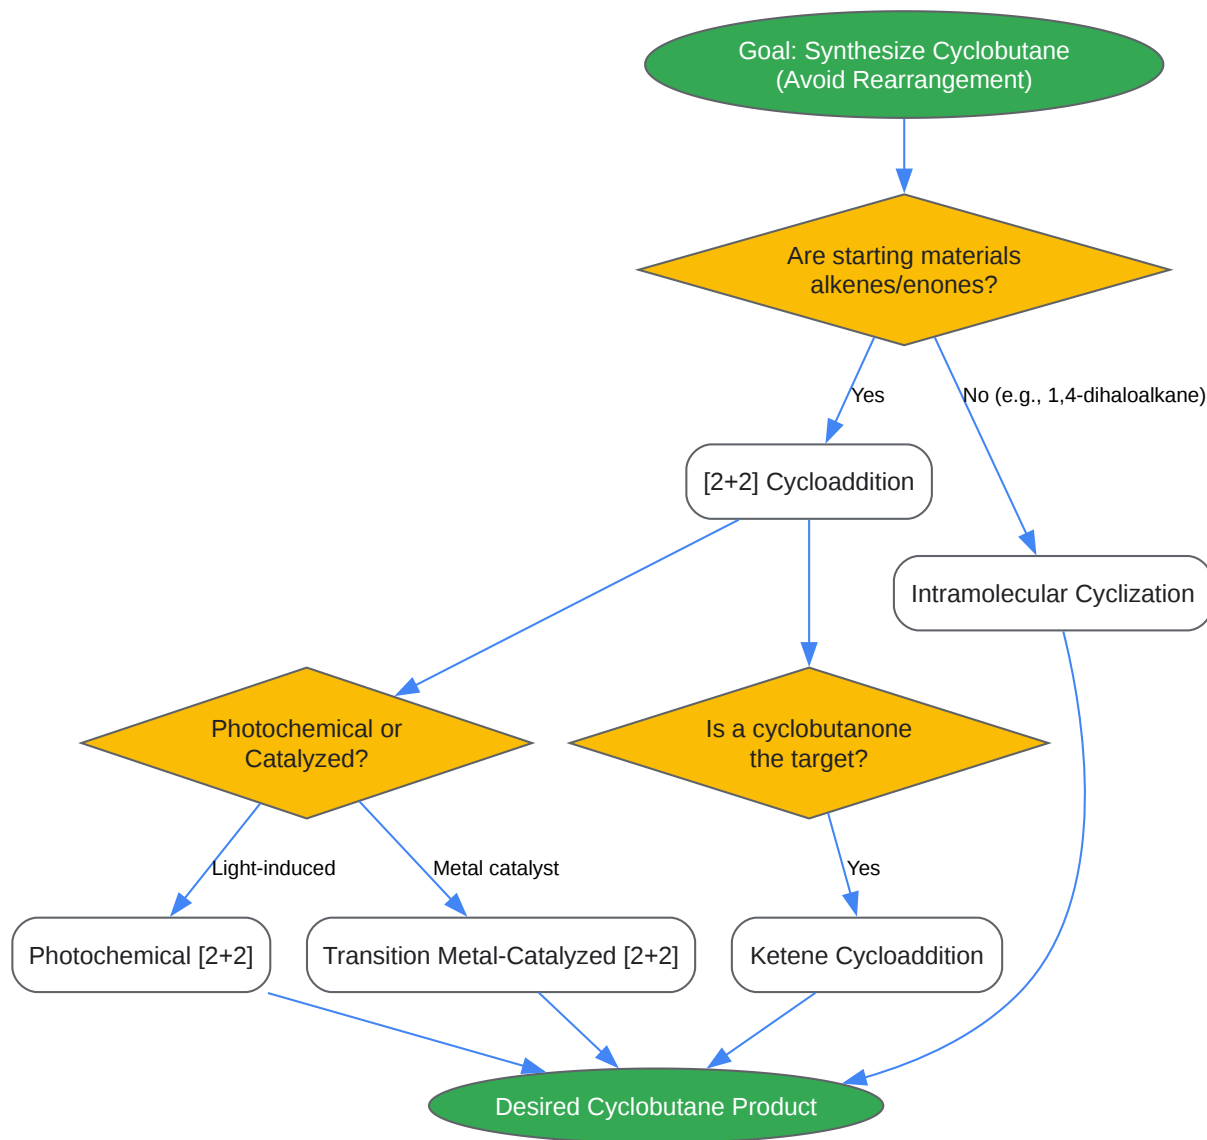 Goal: Synthesize Cyclobutane
(Avoid Rearrangement)
Are starting materials
alkenes/enones?
Yes
No (e.g., 1,4-dihaloalkane)
[2+2] Cycloaddition
Intramolecular Cyclization
Photochemical or
Catalyzed?
Is a cyclobutanone
the target?
Light-induced
Metal catalyst
Yes
Photochemical [2+2]
Transition Metal-Catalyzed [2+2]
Ketene Cycloaddition
Desired Cyclobutane Product